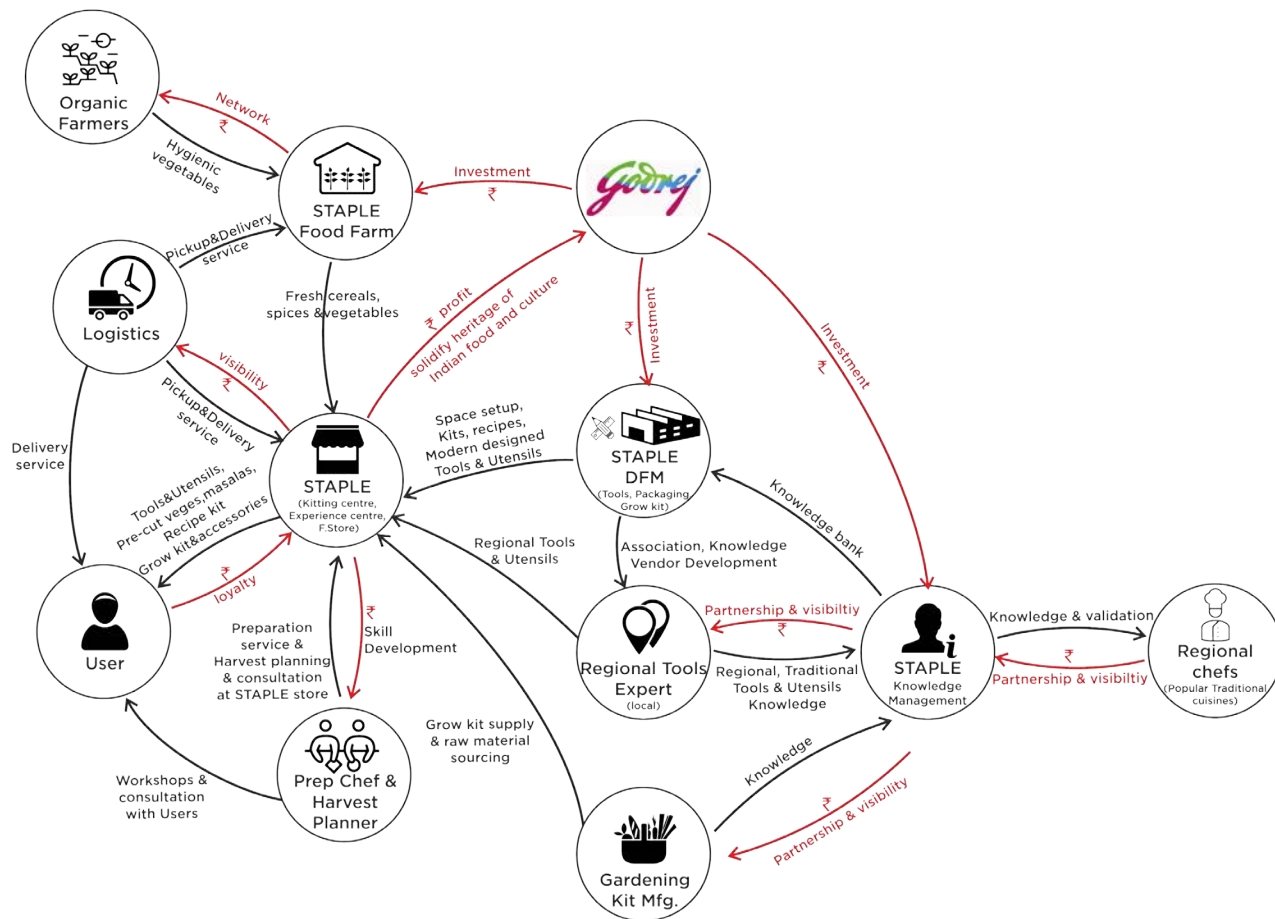 Organic
Farmers
Network
₹
Hygienic
vegetables
STAPLE
Food Farm
Investment
₹
Godrej
Pickup&Delivery
service
Logistics
Fresh cereals,
spices &vegetables
₹ profit
solidify heritage of
Indian food and culture
₹
Investment
Investment
₹
visibility
₹
Pickup&Delivery
service
Delivery
service
Space setup,
Kits, recipes,
Modern designed
Tools & Utensils
STAPLE
DFM
(Tools, Packaging
Grow kit)
STAPLE
(Kitting centre,
Experience centre,
F.Store)
Tools&Utensils,
Pre-cut veges,masalas,
Recipe kit
Grow kit&accessories
₹
loyalty
Knowledge bank
Regional Tools
& Utensils
Association, Knowledge
Vendor Development
User
Preparation
service &
Harvest planning
& consultation
at STAPLE store
₹
Skill
Development
Regional Tools
Expert
(local)
Partnership & visibiltiy
₹
Regional, Traditional
Tools & Utensils
Knowledge
STAPLE
Knowledge
Management
Knowledge & validation
₹
Partnership & visibiltiy
Regional
chefs
(Popular Traditional
cuisines)
Workshops &
consultation
with Users
Prep Chef &
Harvest
Planner
Grow kit supply
& raw material
sourcing
Knowledge
₹
Partnership & visibility
Gardening
Kit Mfg.